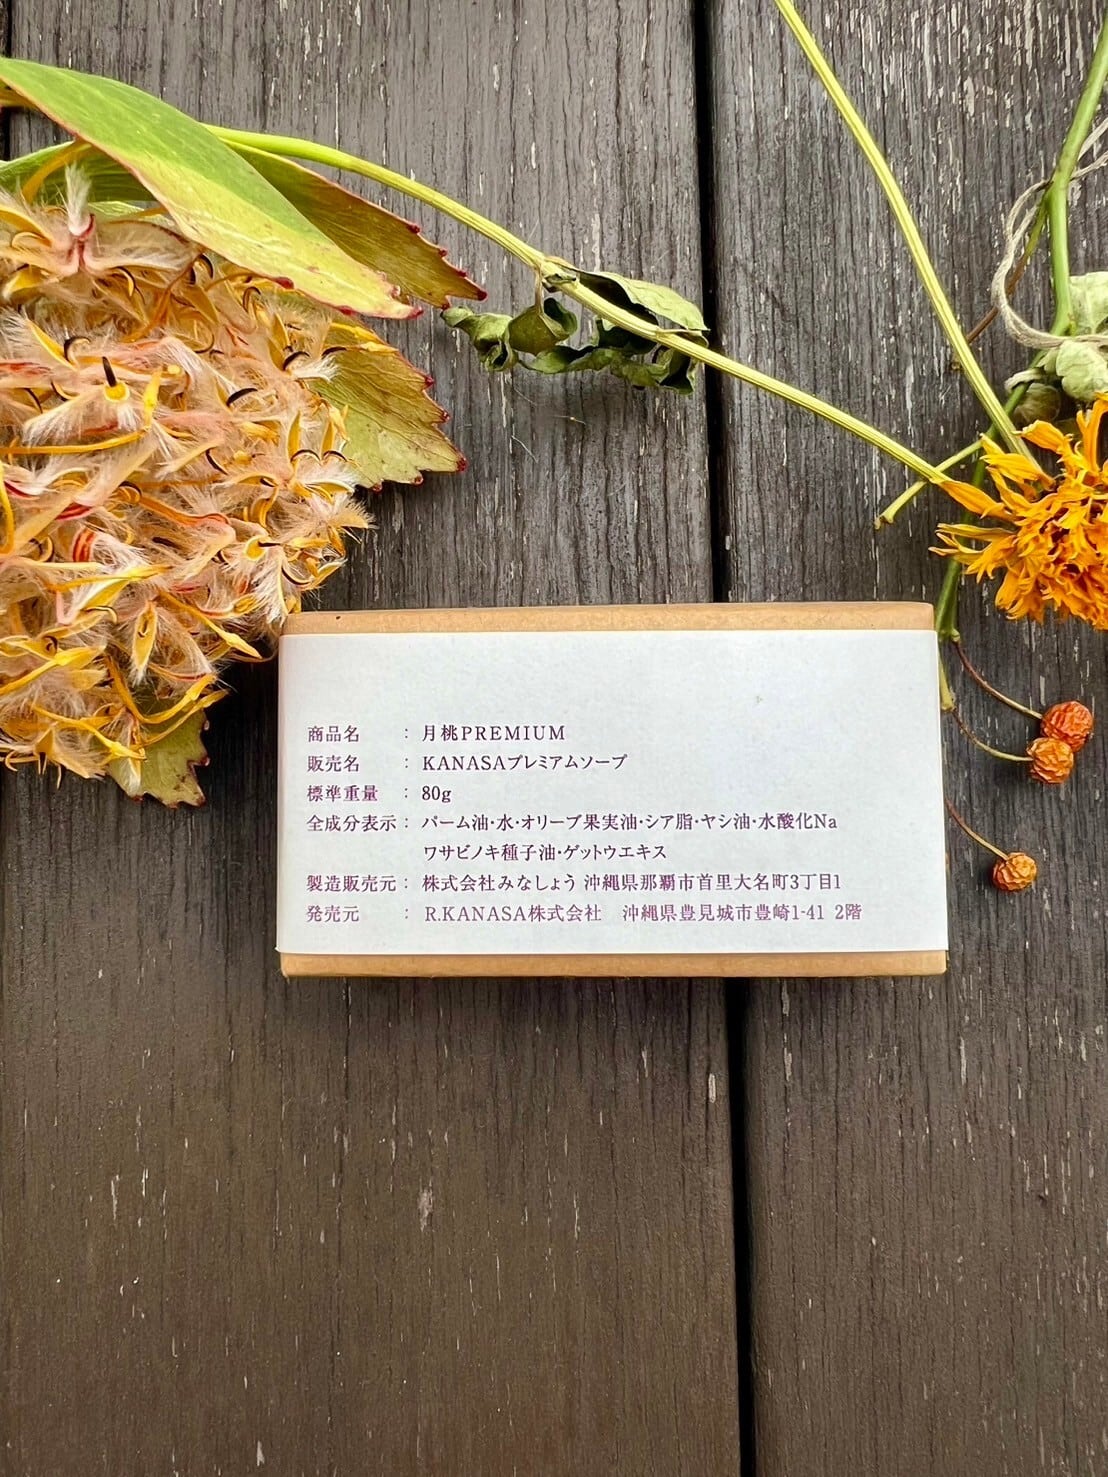 商品名 : 月桃PREMIUM
販売名 : KANASAプレミアムソープ
標準重量 : 80g
全成分表示 : パーム油・水・オリーブ果実油・シア脂・ヤシ油・水酸化Na
ワサビノキ種子油・ゲットウエキス
製造販売元 : 株式会社みなしょう 沖縄県那覇市首里大名町3丁目1
発売元 : R.KANASA株式会社 沖縄県豊見城市豊崎1-41 2階